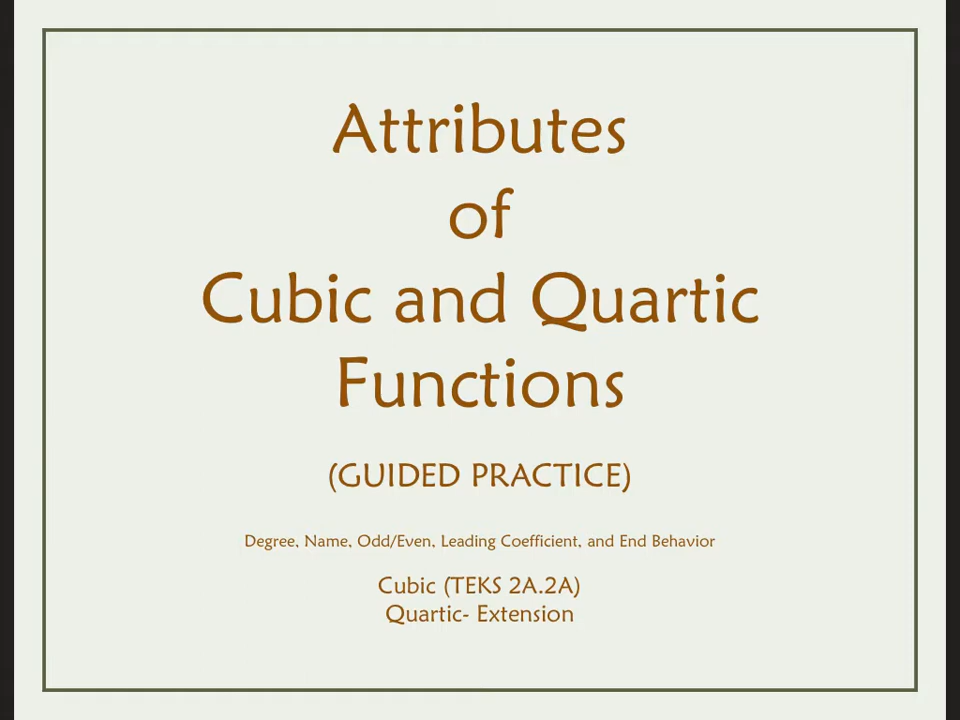 Attributes
of
Cubic and Quartic
Functions
(GUIDED PRACTICE)
Degree, Name, Odd/Even, Leading Coefficient, and End Behavior
Cubic (TEKS 2A.2A)
Quartic- Extension